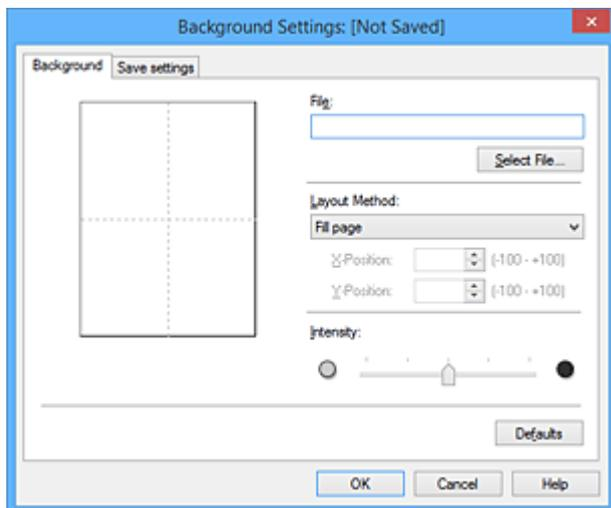 Background Settings: [Not Saved]
Background
Save settings
File:
Select File...
Layout Method:
Fill page
X-Position: (-100 - +100)
Y-Position: (-100 - +100)
Intensity:
Defaults
OK Cancel Help